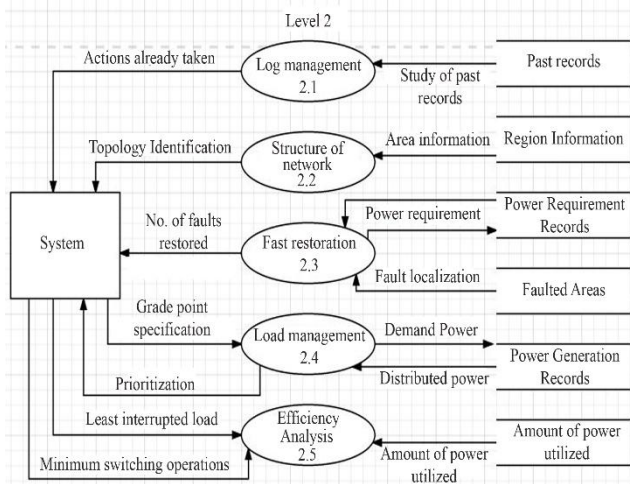 Level 2
Actions already taken
Log management
2.1
Study of past
records
Past records
Topology Identification
Structure of
network
2.2
Area information
Region Information
System
No. of faults
restored
Fast restoration
2.3
Power requirement
Power Requirement
Records
Fault localization
Faulted Areas
Grade point
specification
Load management
2.4
Demand Power
Prioritization
Distributed power
Power Generation
Records
Least interrupted load
Efficiency
Analysis
2.5
Amount of power
utilized
Amount of power
utilized
Minimum switching operations